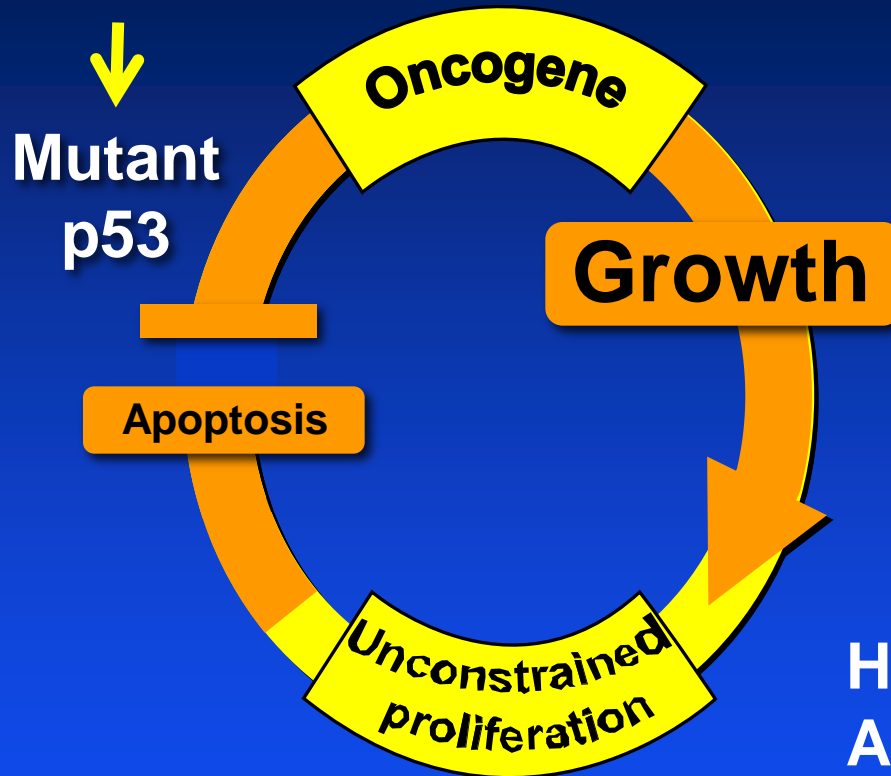 Oncogene
Mutant
p53
Growth
Apoptosis
Unconstrained
proliferation
H
A